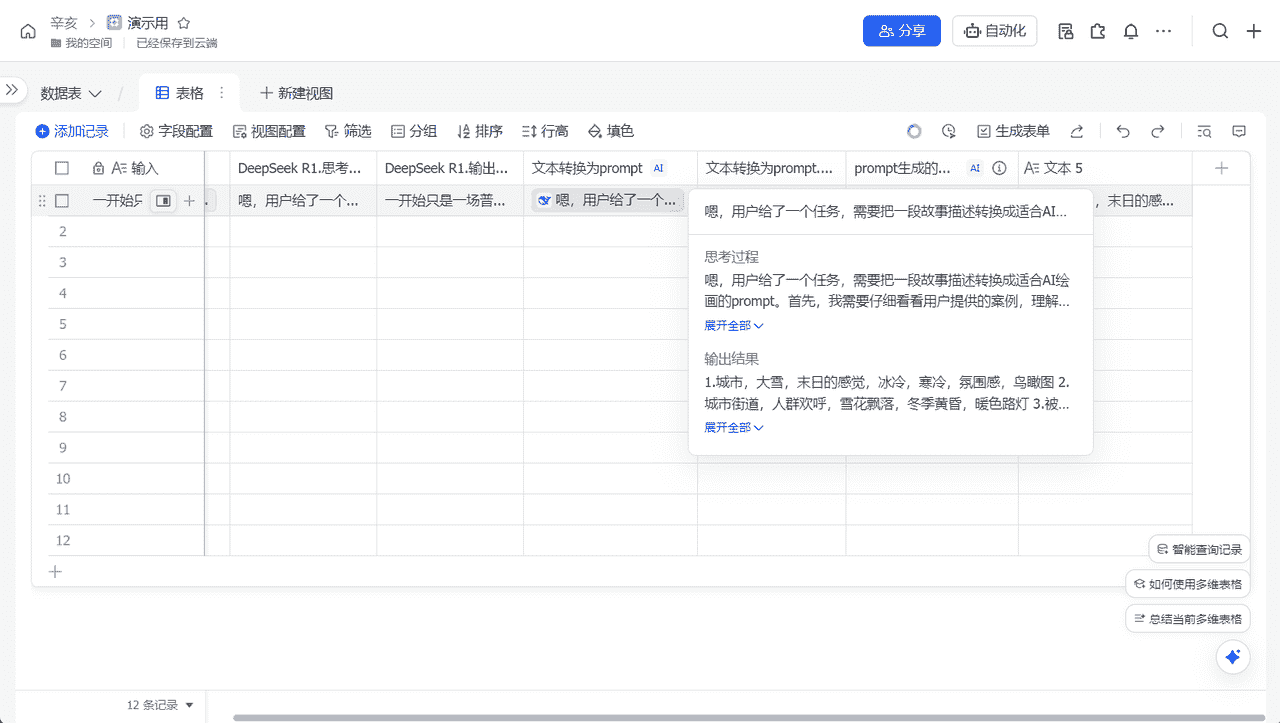 辛亥 > 演示用
我的空间 | 已经保存到云端
分享
自动化
数据表 / 表格 新建视图
添加记录 字段配置 视图配置 筛选 分组 排序 行高 填色 生成表单
输入 DeepSeek R1.思考... DeepSeek R1.输出... 文本转换为prompt AI 文本转换为prompt.... prompt生成的... AI 文本 5
一开始只 . 嗯，用户给了一个... 一开始只是一场普... 嗯，用户给了一个... ，末日的感...
2
3
4
5
6
7
8
9
10
11
12
嗯，用户给了一个任务，需要把一段故事描述转换成适合AI...
思考过程
嗯，用户给了一个任务，需要把一段故事描述转换成适合AI绘
画的prompt。首先，我需要仔细看看用户提供的案例，理解...
展开全部
输出结果
1.城市，大雪，末日的感觉，冰冷，寒冷，氛围感，鸟瞰图 2.
城市街道，人群欢呼，雪花飘落，冬季黄昏，暖色路灯 3.被...
展开全部
智能查询记录
如何使用多维表格
总结当前多维表格
12 条记录